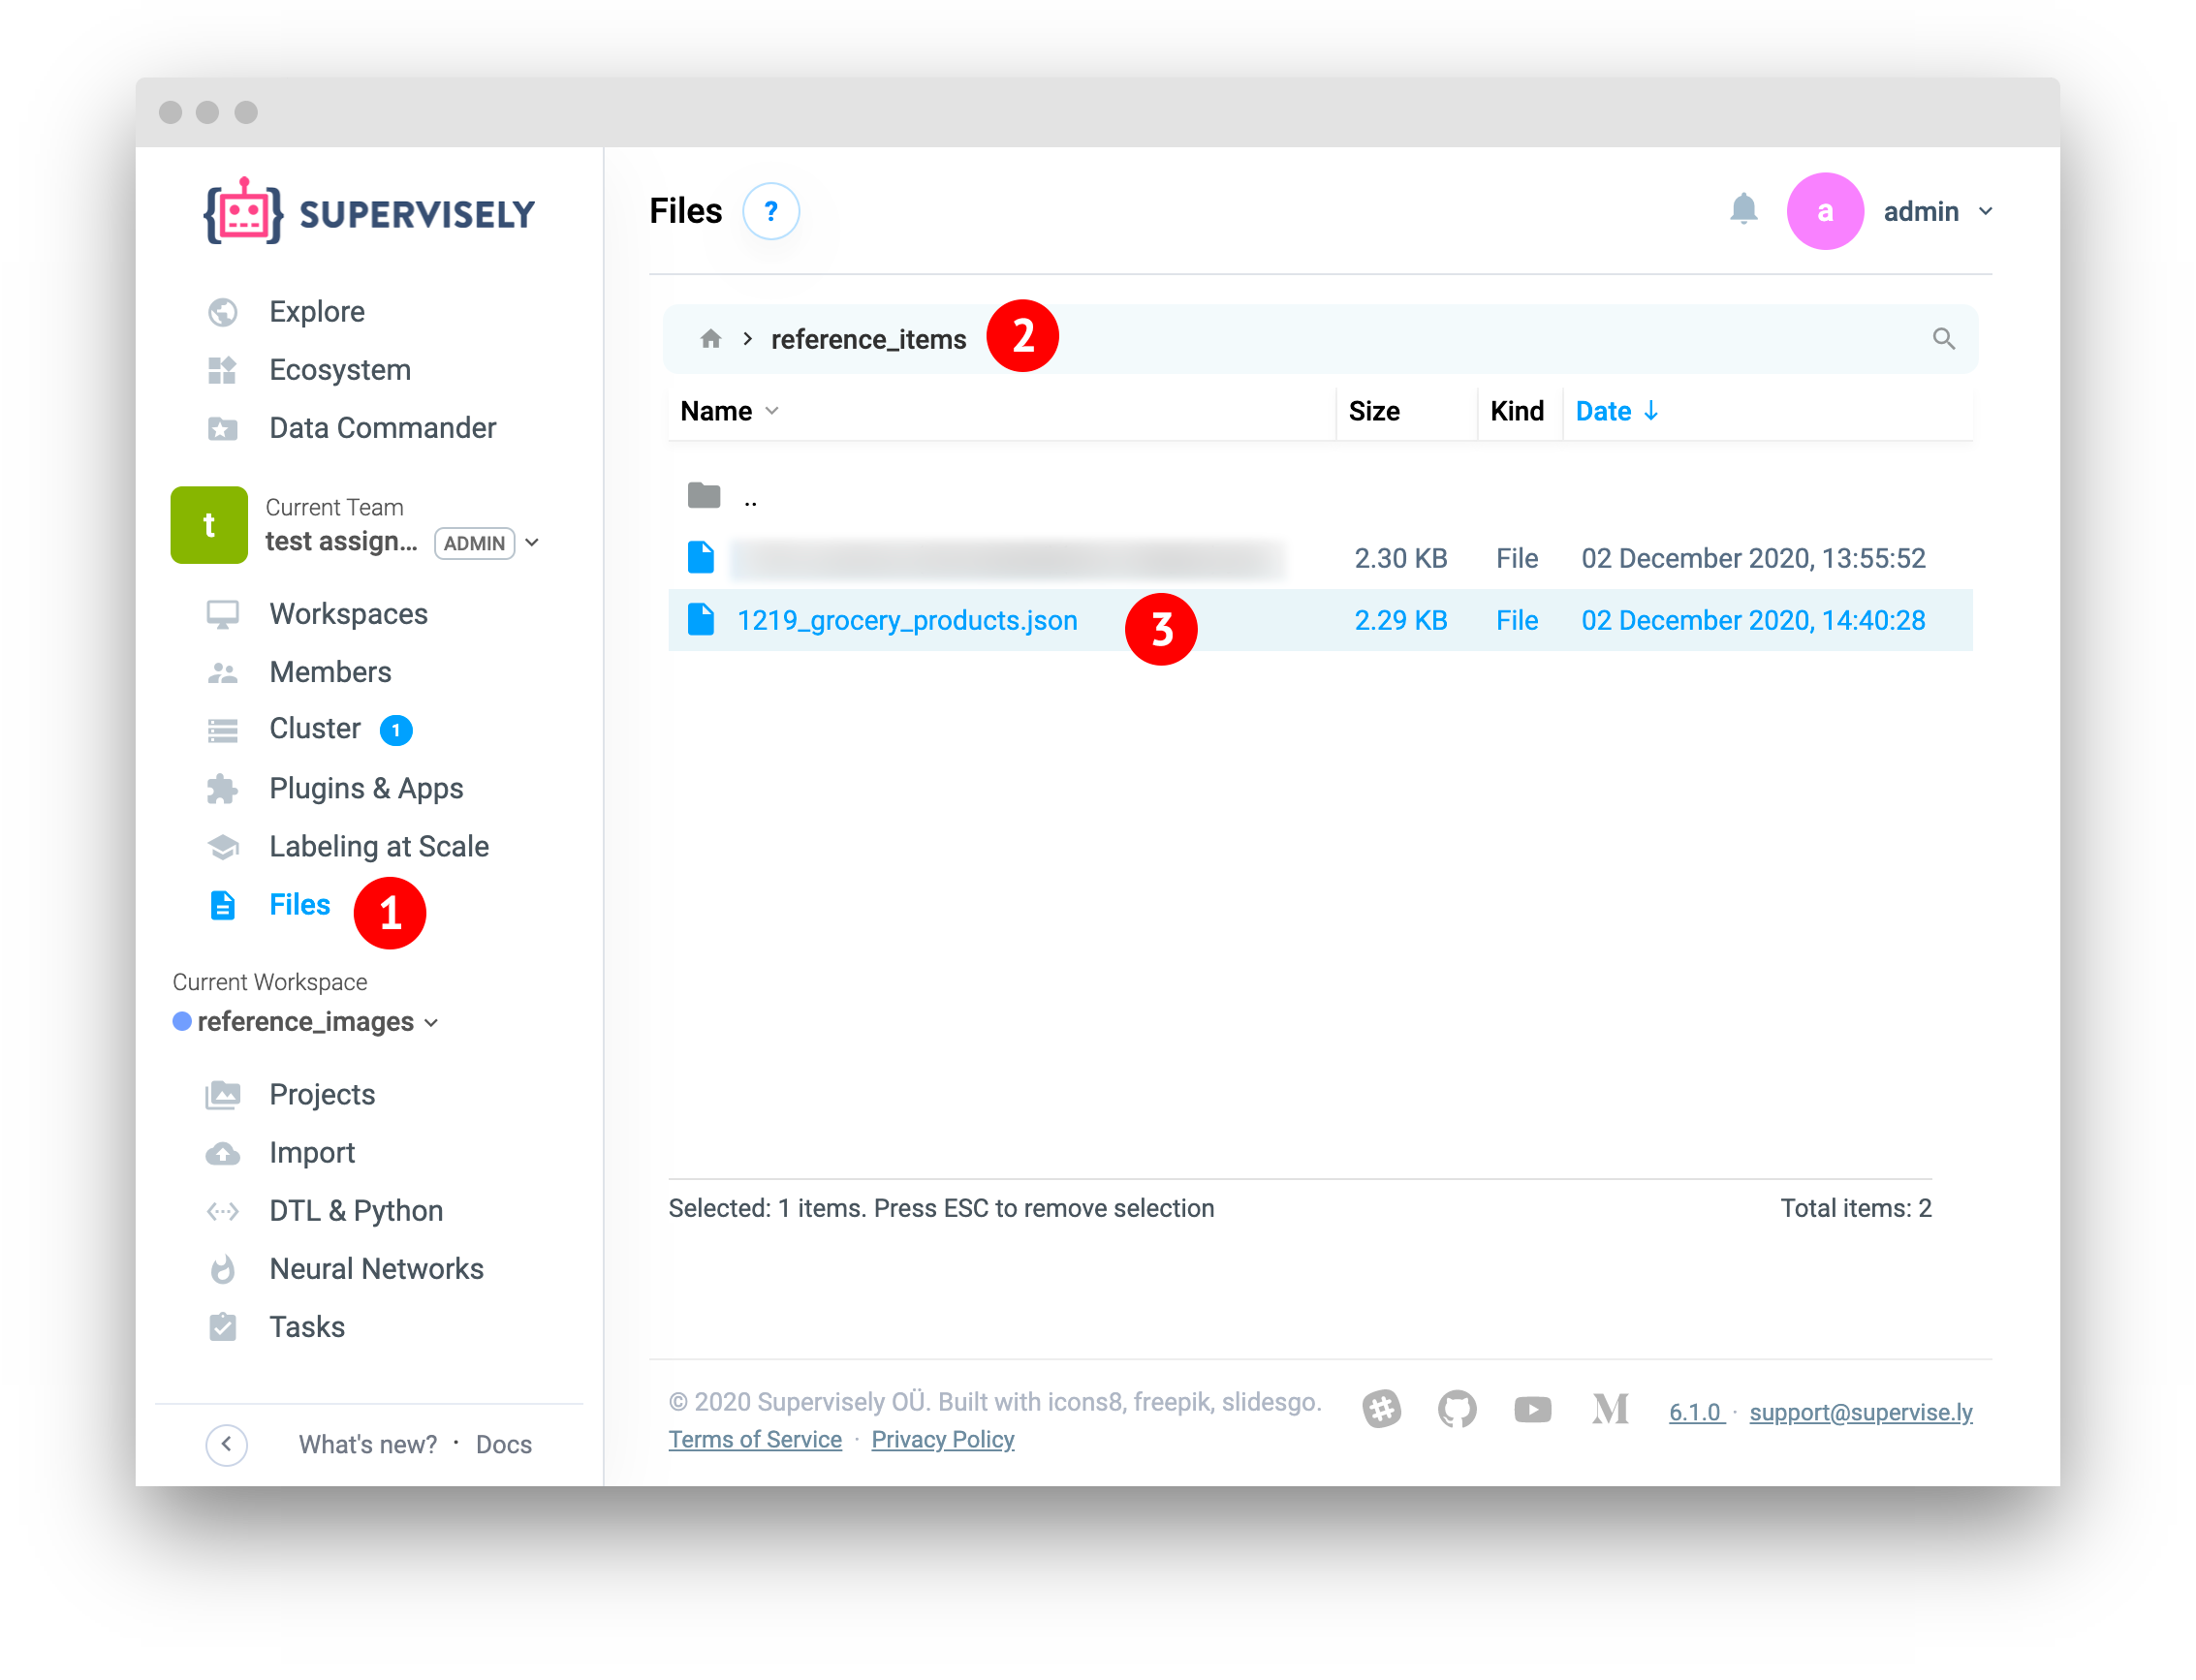 SUPERVISELY
Explore
Ecosystem
Data Commander
t
Current Team
test assign... ADMIN
Workspaces
Members
Cluster 1
Plugins & Apps
Labeling at Scale
Files 1
Current Workspace
reference_images
Projects
Import
DTL & Python
Neural Networks
Tasks
What's new? · Docs
Files ?
a admin
reference_items 2
Name Size Kind Date
..
2.30 KB File 02 December 2020, 13:55:52
1219_grocery_products.json 3 2.29 KB File 02 December 2020, 14:40:28
Selected: 1 items. Press ESC to remove selection Total items: 2
© 2020 Supervisely OÜ. Built with icons8, freepik, slidesgo.
Terms of Service · Privacy Policy
6.1.0 · support@supervise.ly